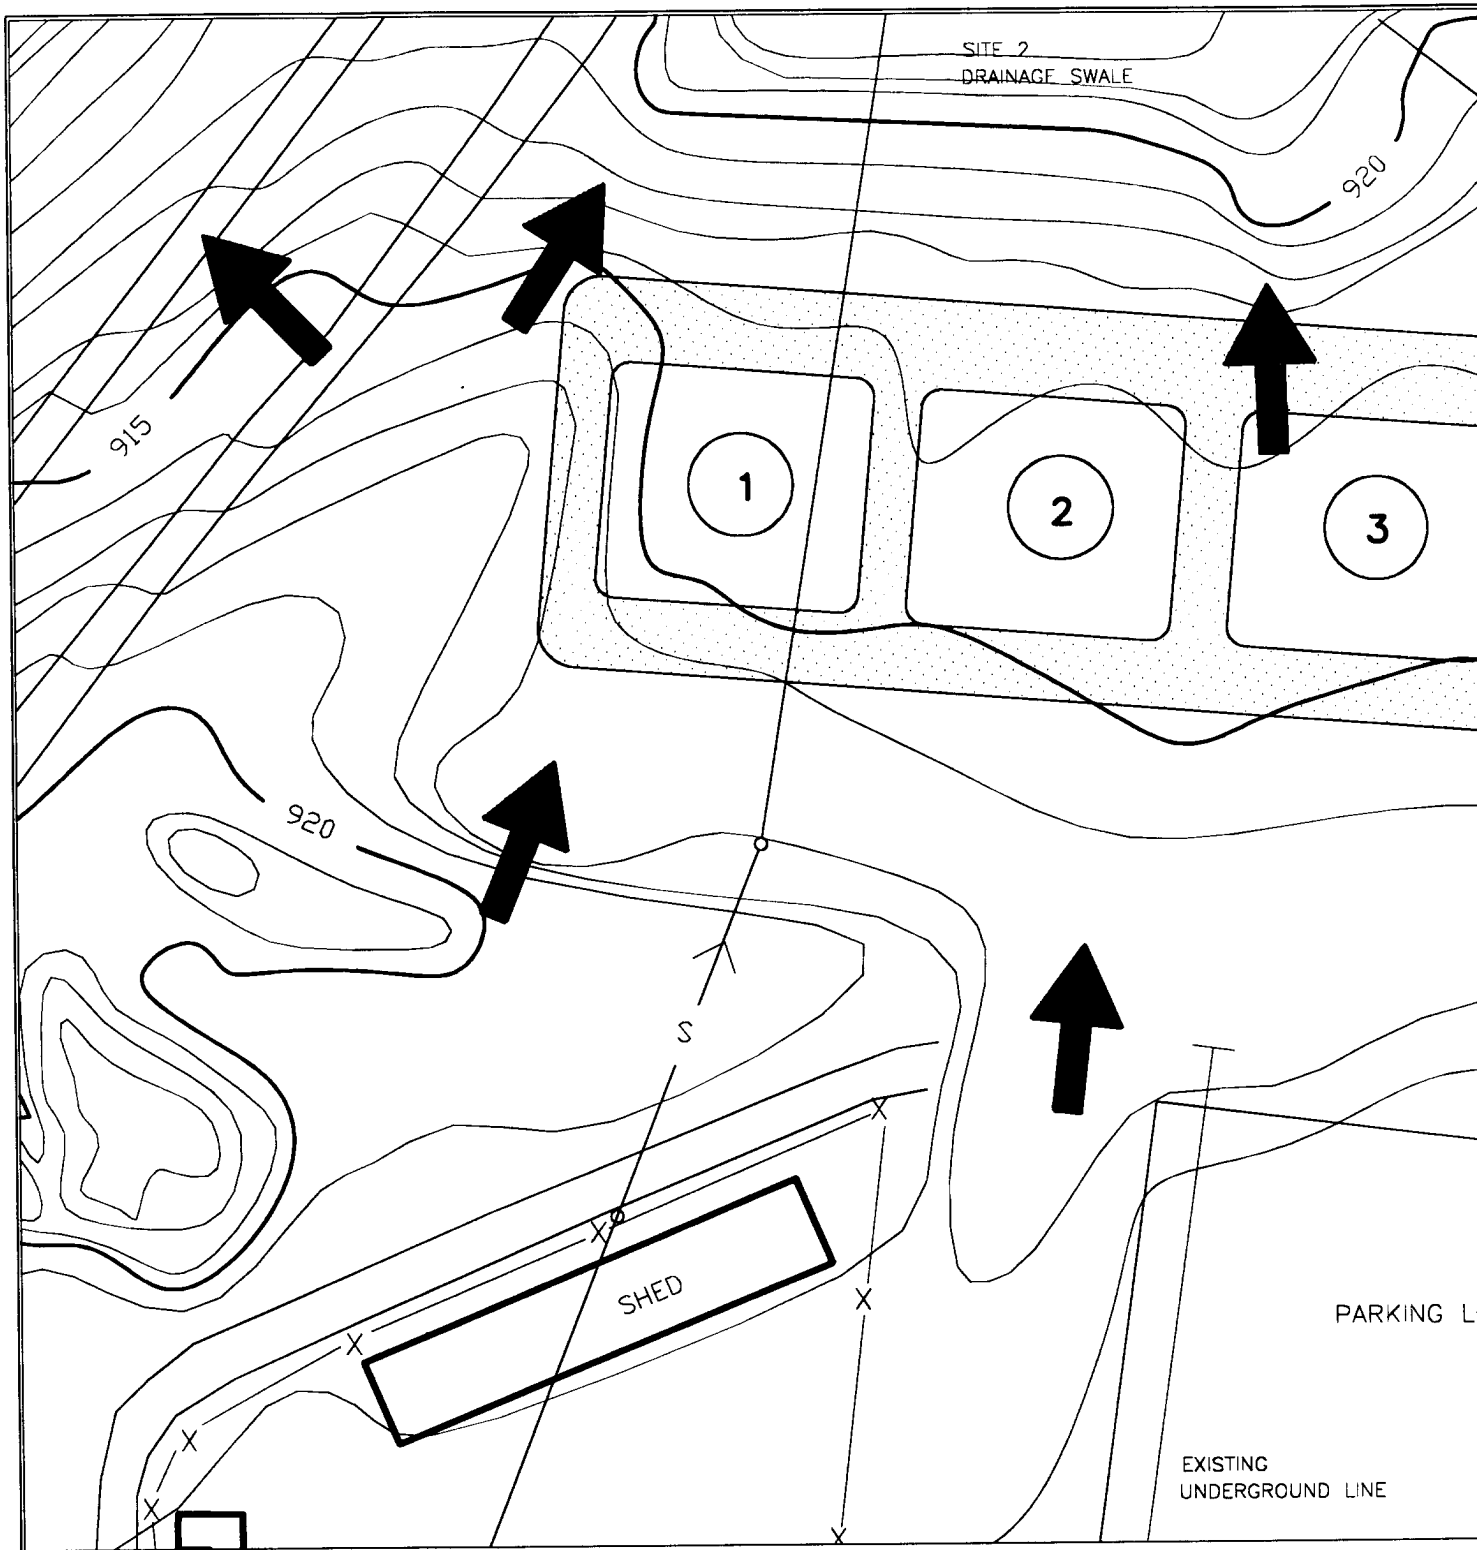 SITE 2
DRAINAGE SWALE
920
915
1
2
3
920
S
X
X
SHED
X
X
PARKING L
X
X
EXISTING
UNDERGROUND LINE
X